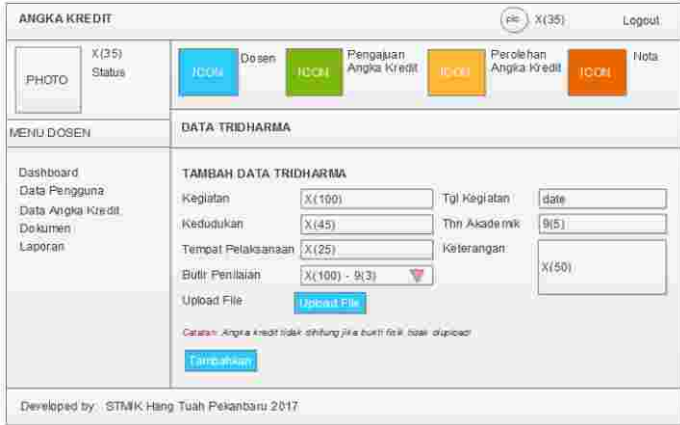 ANGKA KREDIT
pic X(35) Logout
PHOTO
X(35)
Status
ICON Dosen
ICON Pengajuan Angka Kredit
ICON Perolehan Angka Kredit
ICON Nota
MENU DOSEN
Dashboard
Data Pengguna
Data Angka Kredit
Dokumen
Laporan
DATA TRIDHARMA
TAMBAH DATA TRIDHARMA
Kegiatan X(100)
Kedudukan X(45)
Tempat Pelaksanaan X(25)
Butir Penilaian X(100) - 9(3)
Upload File Upload File
Tgl Kegiatan date
Thn Akademik 9(5)
Keterangan X(50)
Catatan: Angka kredit tidak dihitung jika bukti fisik tidak diupload!
Tambahkan
Developed by: STMIK Hang Tuah Pekanbaru 2017